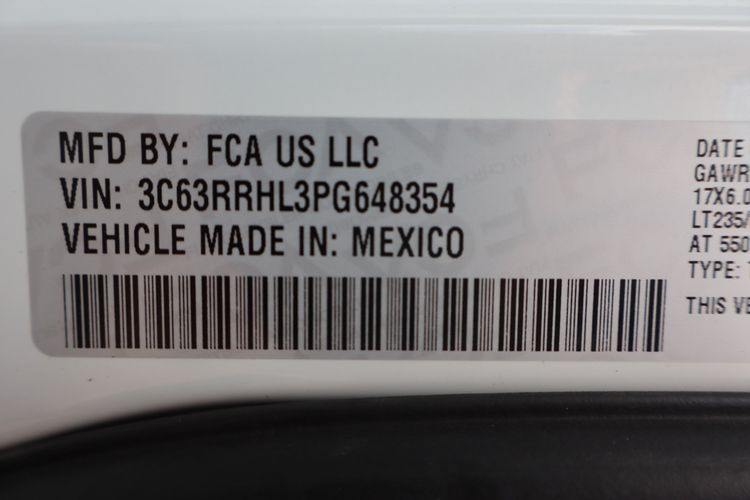 MFD BY: FCA US LLC
VIN: 3C63RRHL3PG648354
VEHICLE MADE IN: MEXICO
DATE
GAWR
17X6.0
LT235/
AT 550
TYPE:
THIS VE